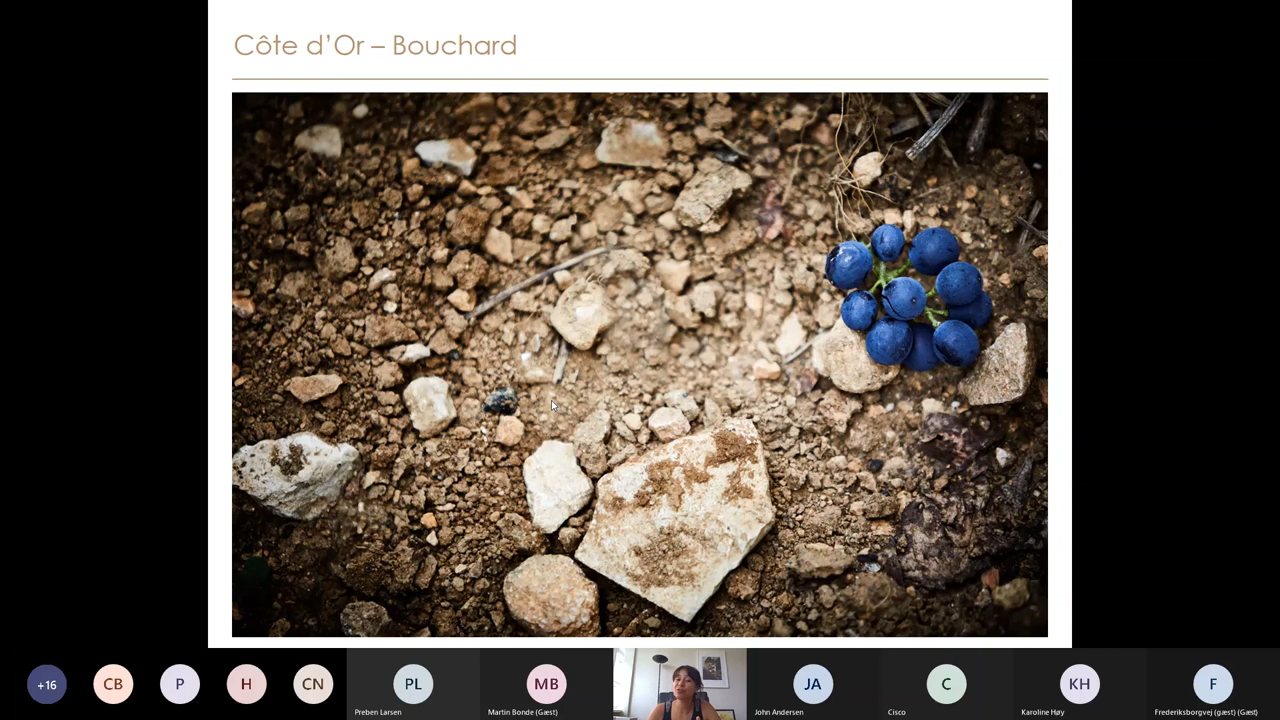 Côte d’Or – Bouchard
+16
CB
P
H
CN
PL
Preben Larsen
MB
Martin Bonde (Gæst)
JA
John Andersen
C
Cisco
KH
Karoline Høy
F
Frederiksborgvej (gæst) (Gæst)